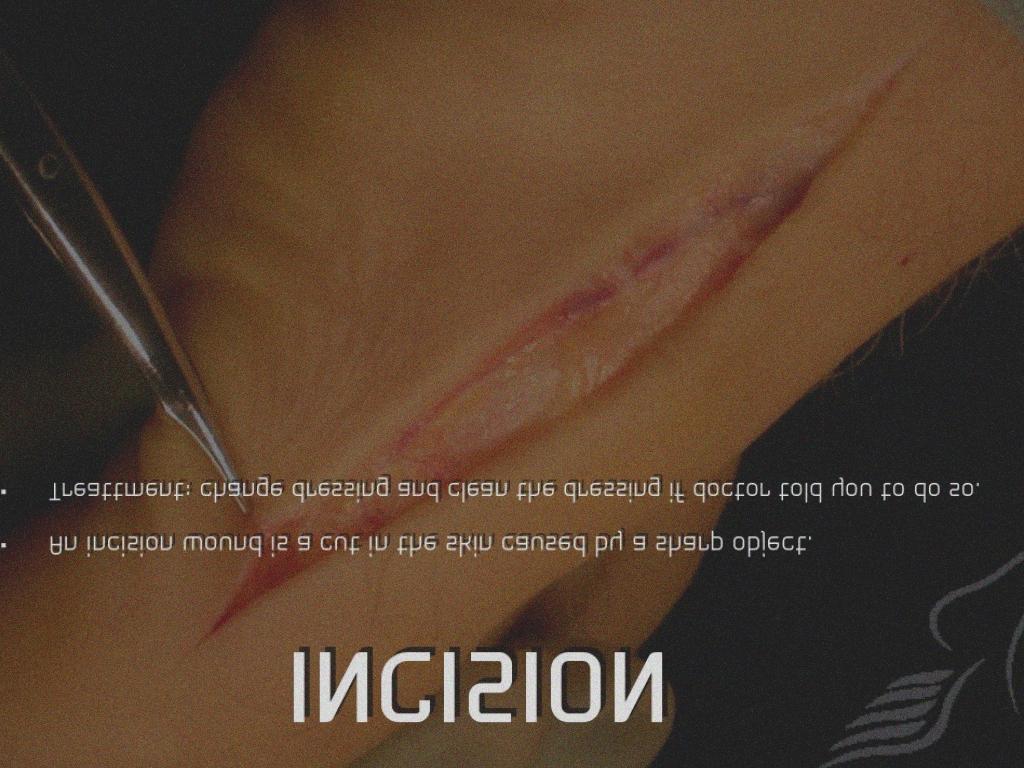 INCISION
• An incision wound is a cut in the skin caused by a sharp object.
• Treattment: change dressing and clean the dressing if doctor told you to do so.